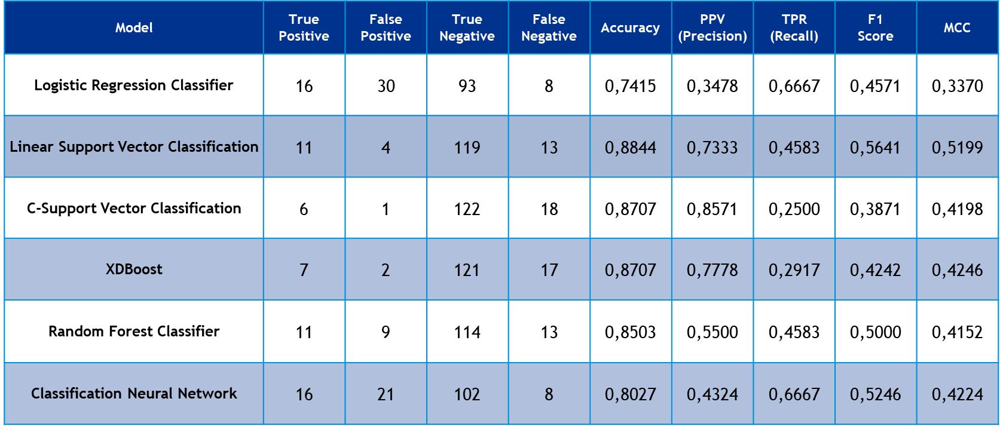 Model True Positive False Positive True Negative False Negative Accuracy PPV (Precision) TPR (Recall) F1 Score MCC
Logistic Regression Classifier 16 30 93 8 0,7415 0,3478 0,6667 0,4571 0,3370
Linear Support Vector Classification 11 4 119 13 0,8844 0,7333 0,4583 0,5641 0,5199
C-Support Vector Classification 6 1 122 18 0,8707 0,8571 0,2500 0,3871 0,4198
XDBoost 7 2 121 17 0,8707 0,7778 0,2917 0,4242 0,4246
Random Forest Classifier 11 9 114 13 0,8503 0,5500 0,4583 0,5000 0,4152
Classification Neural Network 16 21 102 8 0,8027 0,4324 0,6667 0,5246 0,4224